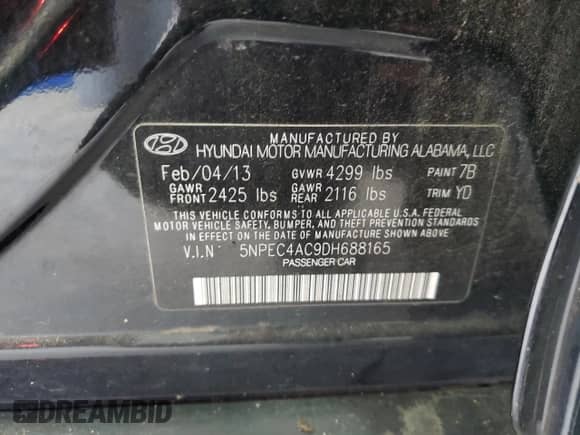 MANUFACTURED BY
HYUNDAI MOTOR MANUFACTURING ALABAMA, LLC
Feb/04/13 GVWR 4299 lbs PAINT 7B
GAWR FRONT 2425 lbs GAWR REAR 2116 lbs TRIM YD
THIS VEHICLE CONFORMS TO ALL APPLICABLE U.S.A. FEDERAL
MOTOR VEHICLE SAFETY, BUMPER, AND THEFT PREVENTION STANDARDS
IN EFFECT ON THE DATE OF MANUFACTURE SHOWN ABOVE.
V.I.N 5NPEC4AC9DH688165
PASSENGER CAR
DREAMBID